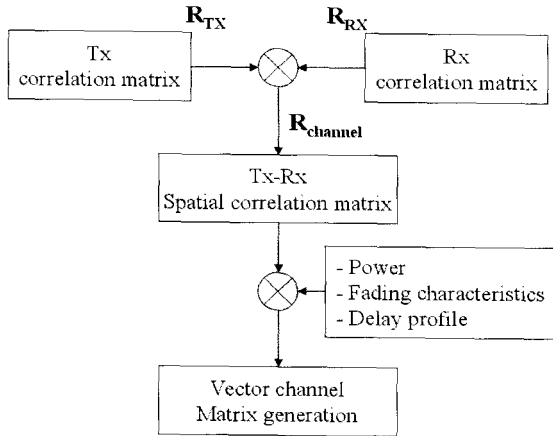 R_TX
R_RX
Tx
correlation matrix
Rx
correlation matrix
R_channel
Tx-Rx
Spatial correlation matrix
- Power
- Fading characteristics
- Delay profile
Vector channel
Matrix generation